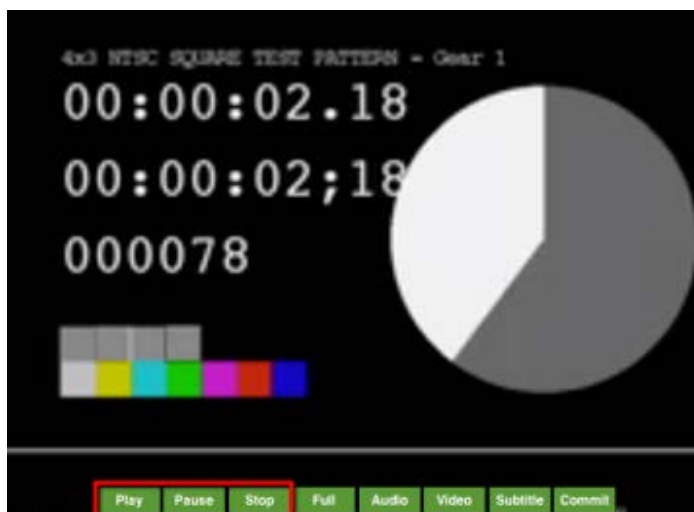 4x3 NTSC SQUARE TEST PATTERN - Gear 1
00:00:02.18
00:00:02;18
000078
Play Pause Stop Full Audio Video Subtitle Commit